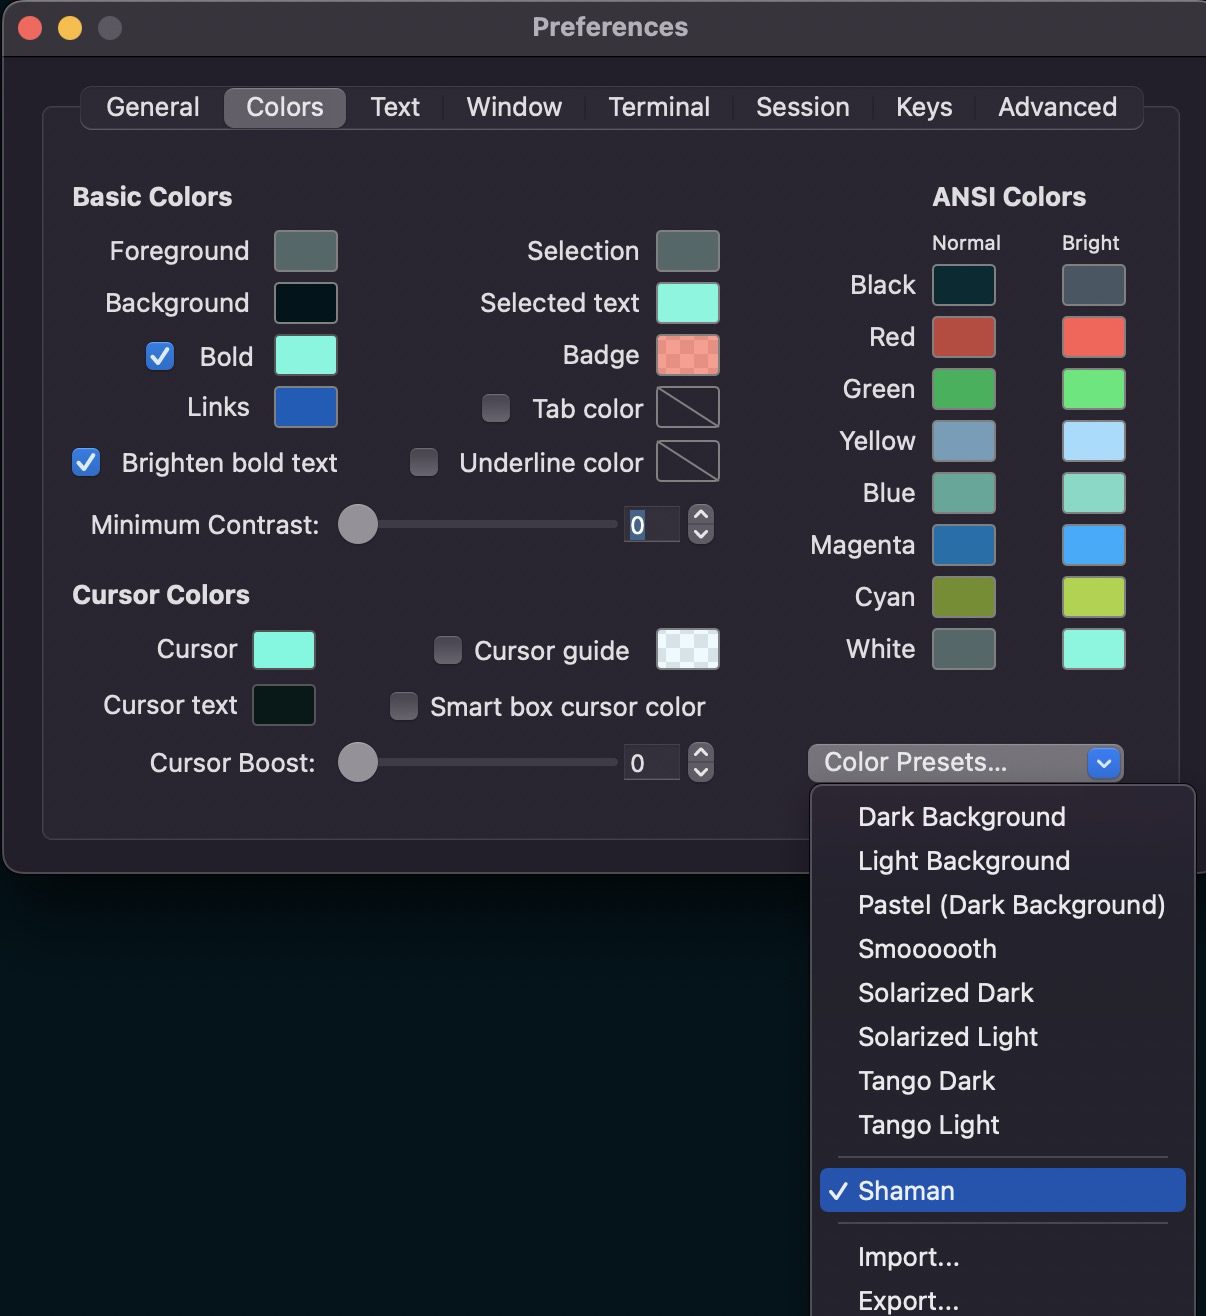 Preferences
General Colors Text Window Terminal Session Keys Advanced
Basic Colors
Foreground
Background
Bold
Links
Brighten bold text
Selection
Selected text
Badge
Tab color
Underline color
Minimum Contrast: 0
Cursor Colors
Cursor
Cursor text
Cursor guide
Smart box cursor color
Cursor Boost: 0
ANSI Colors
Normal Bright
Black
Red
Green
Yellow
Blue
Magenta
Cyan
White
Color Presets...
Dark Background
Light Background
Pastel (Dark Background)
Smoooooth
Solarized Dark
Solarized Light
Tango Dark
Tango Light
Shaman
Import...
Export...